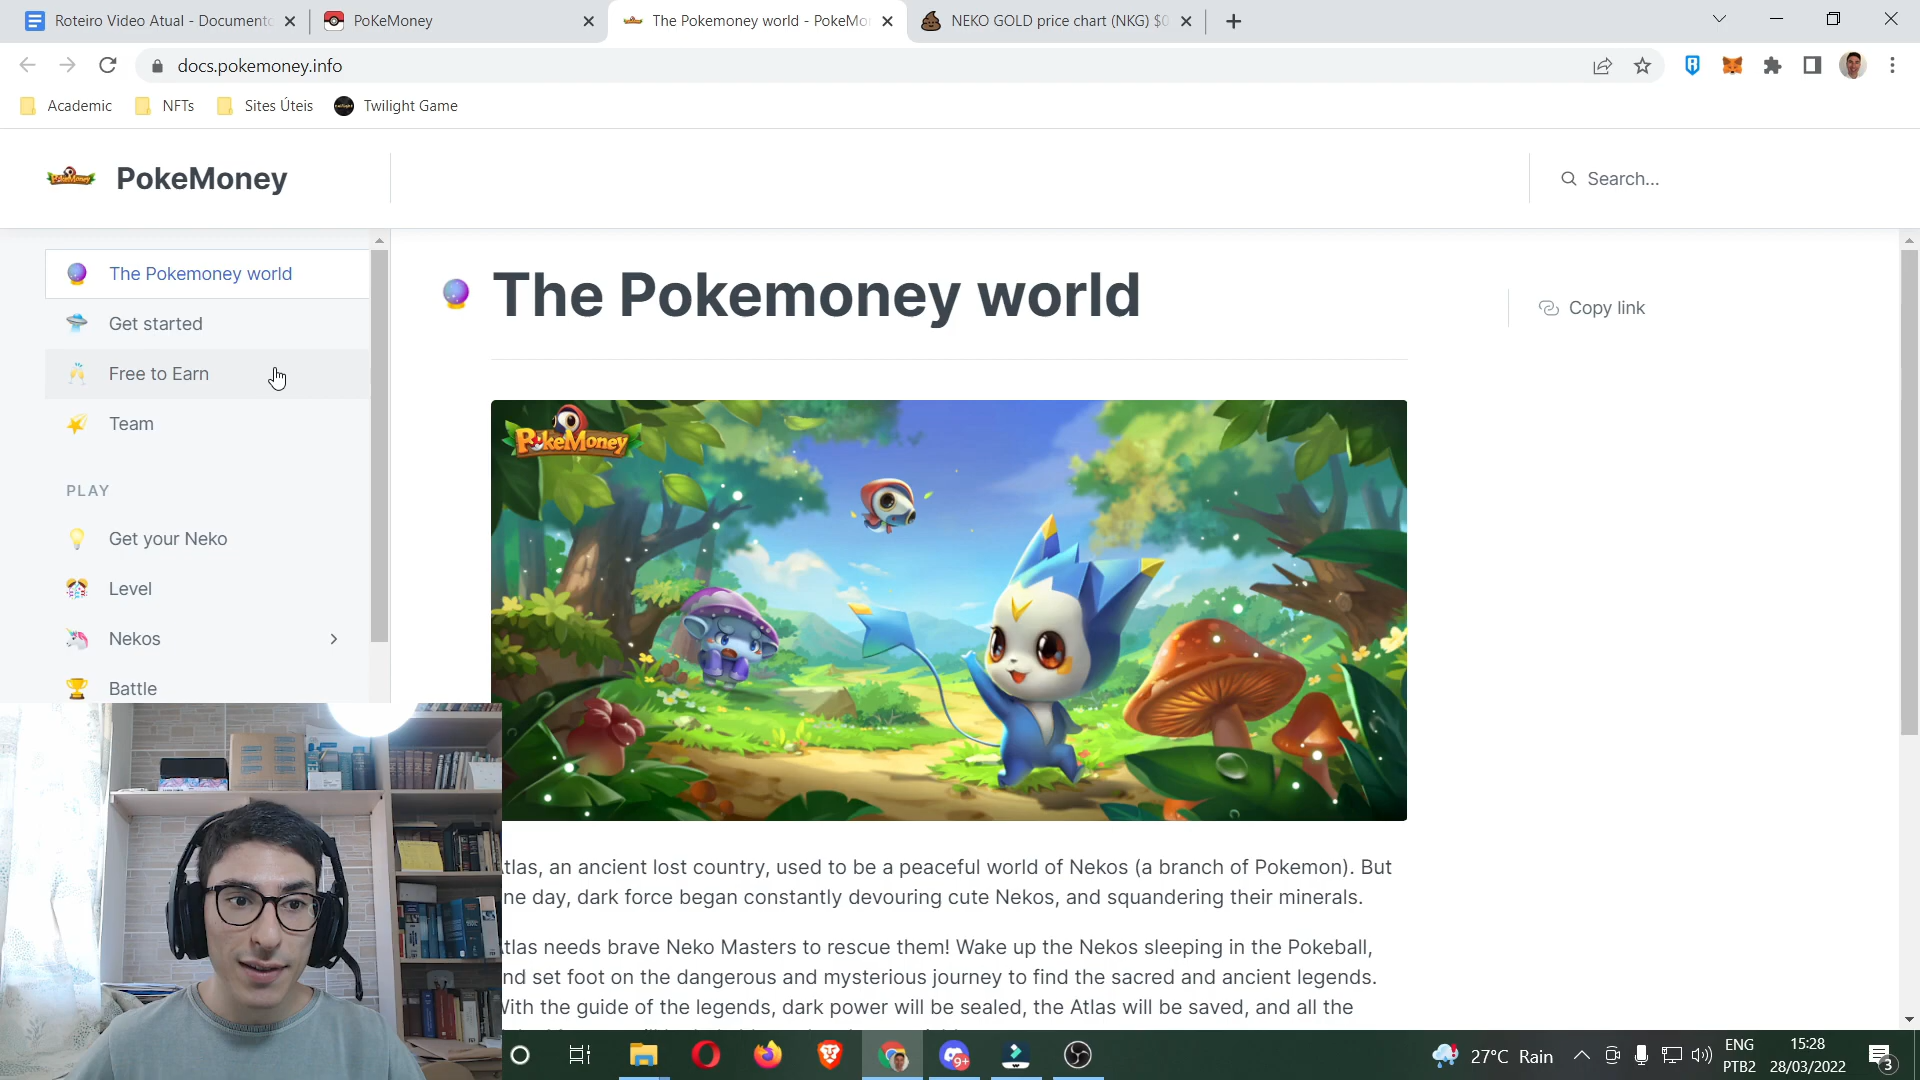 Roteiro Video Atual - Documento
PoKeMoney
The Pokemoney world - PokeMo
NEKO GOLD price chart (NKG) $0
docs.pokemoney.info
Academic
NFTs
Sites Úteis
Twilight Game
PokeMoney
Search...
The Pokemoney world
Get started
Free to Earn
Team
PLAY
Get your Neko
Level
Nekos
Battle
The Pokemoney world
Copy link
PokeMoney
tlas, an ancient lost country, used to be a peaceful world of Nekos (a branch of Pokemon). But
ne day, dark force began constantly devouring cute Nekos, and squandering their minerals.
tlas needs brave Neko Masters to rescue them! Wake up the Nekos sleeping in the Pokeball,
nd set foot on the dangerous and mysterious journey to find the sacred and ancient legends.
With the guide of the legends, dark power will be sealed, the Atlas will be saved, and all the
9+
27°C Rain
ENG
PTB2
15:28
28/03/2022
3